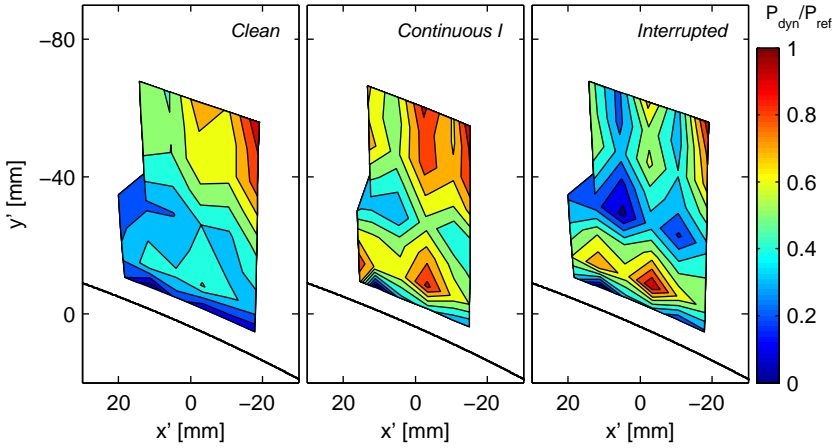 Clean
Continuous I
Interrupted
P_dyn/P_ref
−80
−40
0
y' [mm]
20 0 −20
20 0 −20
20 0 −20
x' [mm]
x' [mm]
x' [mm]
1
0.8
0.6
0.4
0.2
0